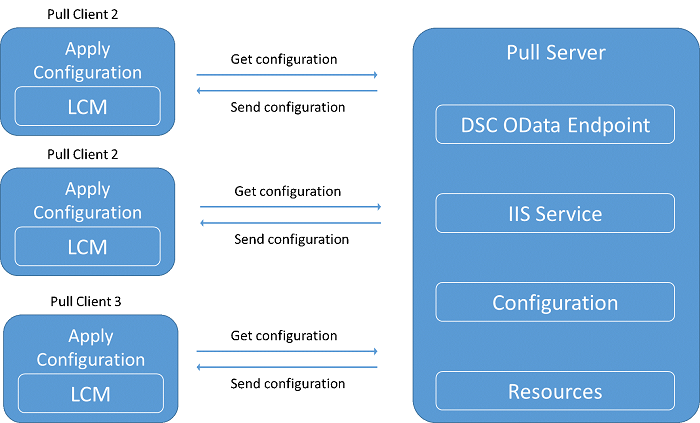 Pull Client 2
Apply
Configuration
LCM
Get configuration
Send configuration
Pull Client 2
Apply
Configuration
LCM
Get configuration
Send configuration
Pull Client 3
Apply
Configuration
LCM
Get configuration
Send configuration
Pull Server
DSC OData Endpoint
IIS Service
Configuration
Resources